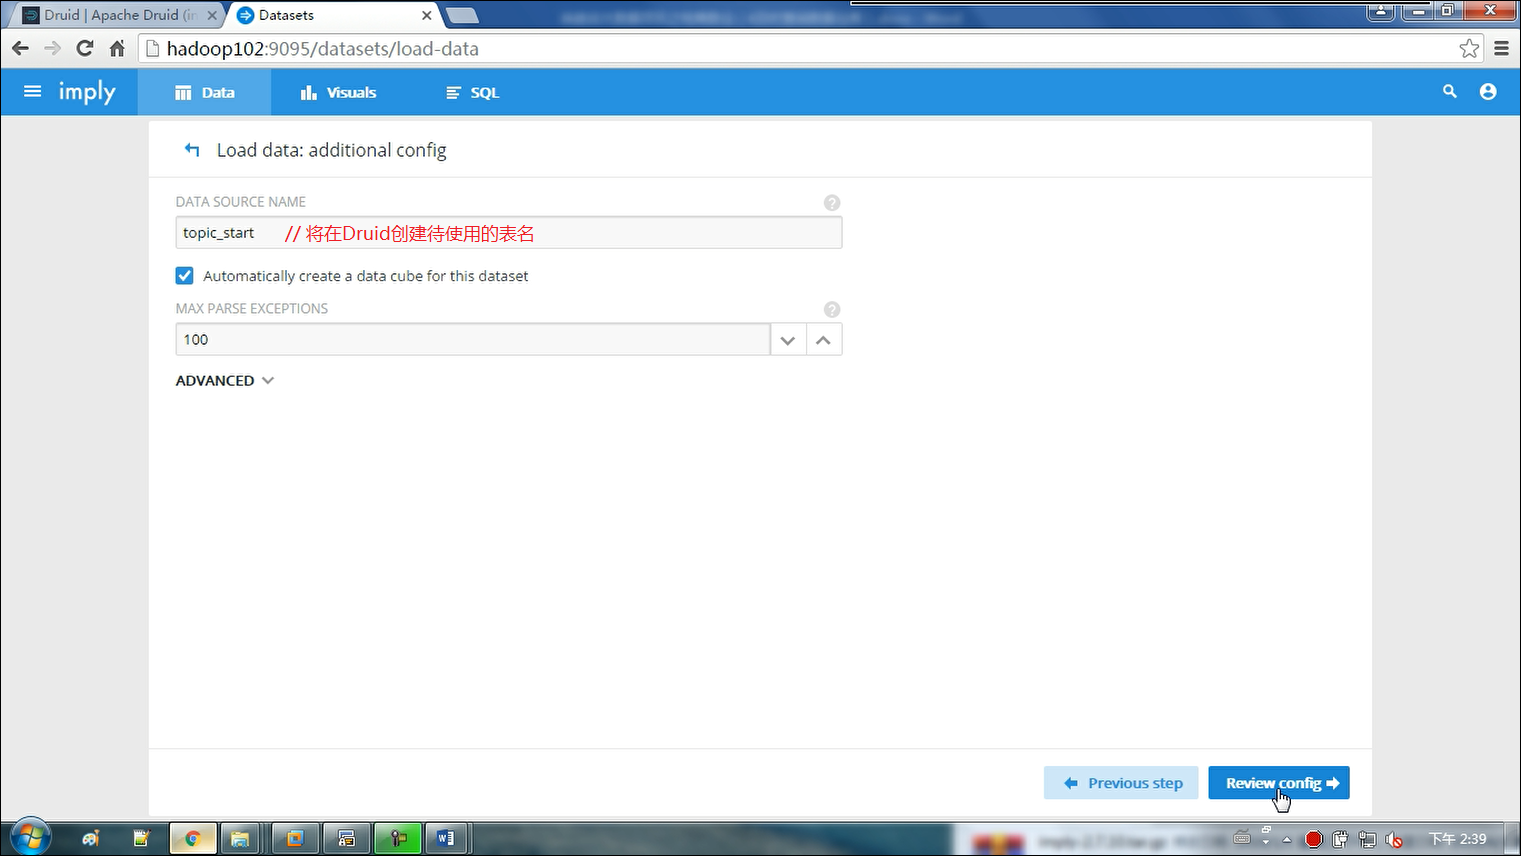 Druid | Apache Druid (in
Datasets
hadoop102:9095/datasets/load-data
imply
Data
Visuals
SQL
Load data: additional config
DATA SOURCE NAME
?
topic_start
// 将在Druid创建待使用的表名
Automatically create a data cube for this dataset
MAX PARSE EXCEPTIONS
?
100
ADVANCED
Previous step
Review config
下午 2:39